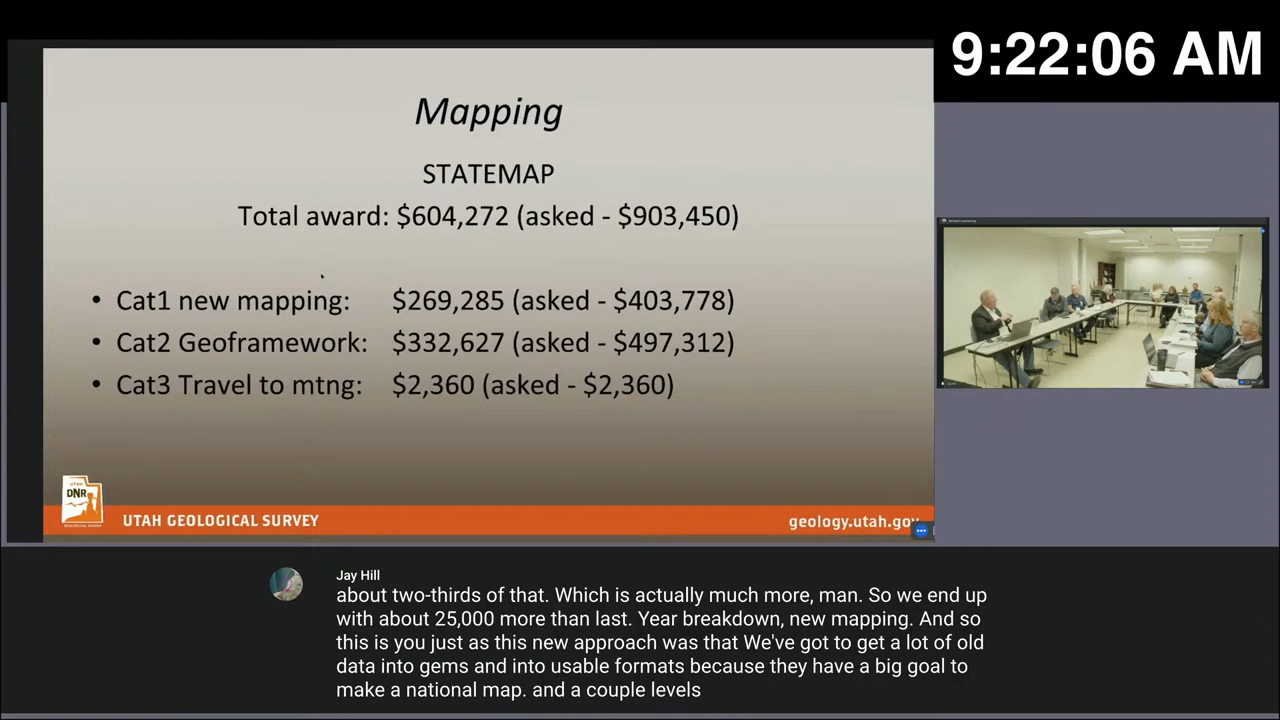 9:22:06 AM
Mapping
STATEMAP
Total award: $604,272 (asked - $903,450)
• Cat1 new mapping: $269,285 (asked - $403,778)
• Cat2 Geoframework: $332,627 (asked - $497,312)
• Cat3 Travel to mtng: $2,360 (asked - $2,360)
UTAH
DNR
GEOLOGICAL SURVEY
UTAH GEOLOGICAL SURVEY
geology.utah.gov
Jay Hill
about two-thirds of that. Which is actually much more, man. So we end up
with about 25,000 more than last. Year breakdown, new mapping. And so
this is you just as this new approach was that We've got to get a lot of old
data into gems and into usable formats because they have a big goal to
make a national map. and a couple levels